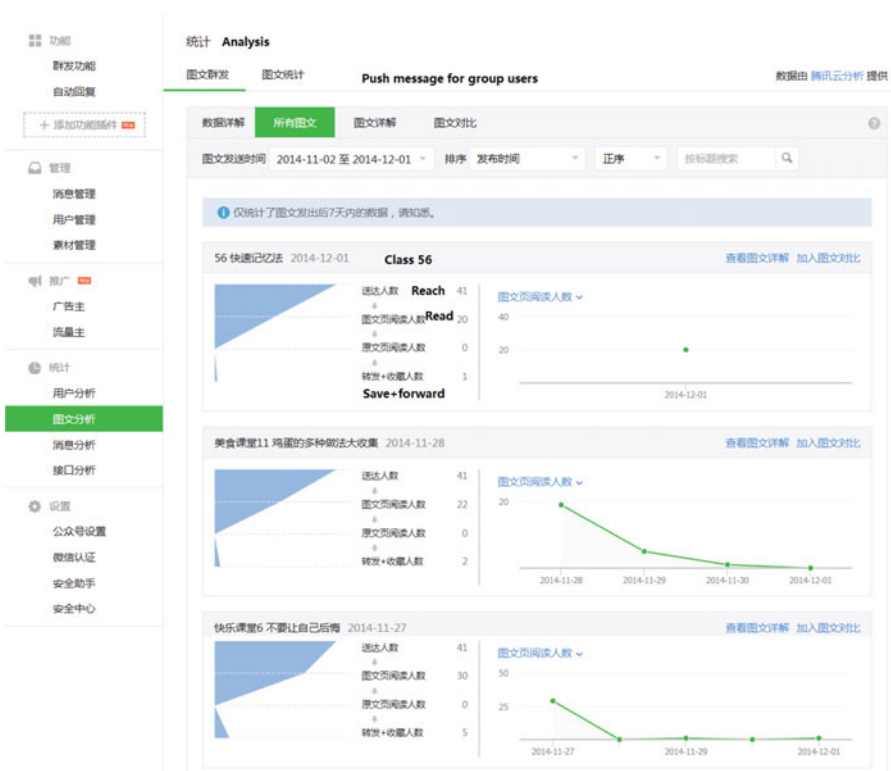 功能
群发功能
自动回复
+ 添加功能插件
管理
消息管理
用户管理
素材管理
推广
广告主
流量主
统计
用户分析
图文分析
消息分析
接口分析
设置
公众号设置
微信认证
安全助手
安全中心
统计 Analysis
图文群发 图文统计 Push message for group users 数据由 腾讯云分析 提供
数据详解 所有图文 图文详解 图文对比
图文发送时间 2014-11-02 至 2014-12-01 排序 发布时间 正序 按标题搜索
仅统计了图文发出后7天内的数据，请知悉。
56 快速记忆法 2014-12-01 Class 56 查看图文详解 加入图文对比
送达人数 Reach 41
图文页阅读人数 Read 20
原文页阅读人数 0
转发+收藏人数 1
Save+forward
图文页阅读人数
40
20
2014-12-01
美食课堂11 鸡蛋的多种做法大收集 2014-11-28 查看图文详解 加入图文对比
送达人数 41
图文页阅读人数 22
原文页阅读人数 0
转发+收藏人数 2
图文页阅读人数
20
2014-11-28 2014-11-29 2014-11-30 2014-12-01
快乐课堂6 不要让自己后悔 2014-11-27 查看图文详解 加入图文对比
送达人数 41
图文页阅读人数 30
原文页阅读人数 0
转发+收藏人数 5
图文页阅读人数
50
25
2014-11-27 2014-11-29 2014-12-01